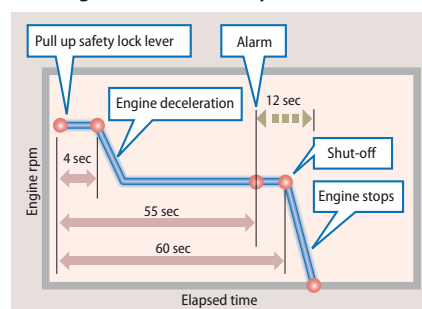 Pull up safety lock lever
Alarm
Engine deceleration
12 sec
4 sec
Shut-off
Engine stops
55 sec
60 sec
Engine rpm
Elapsed time